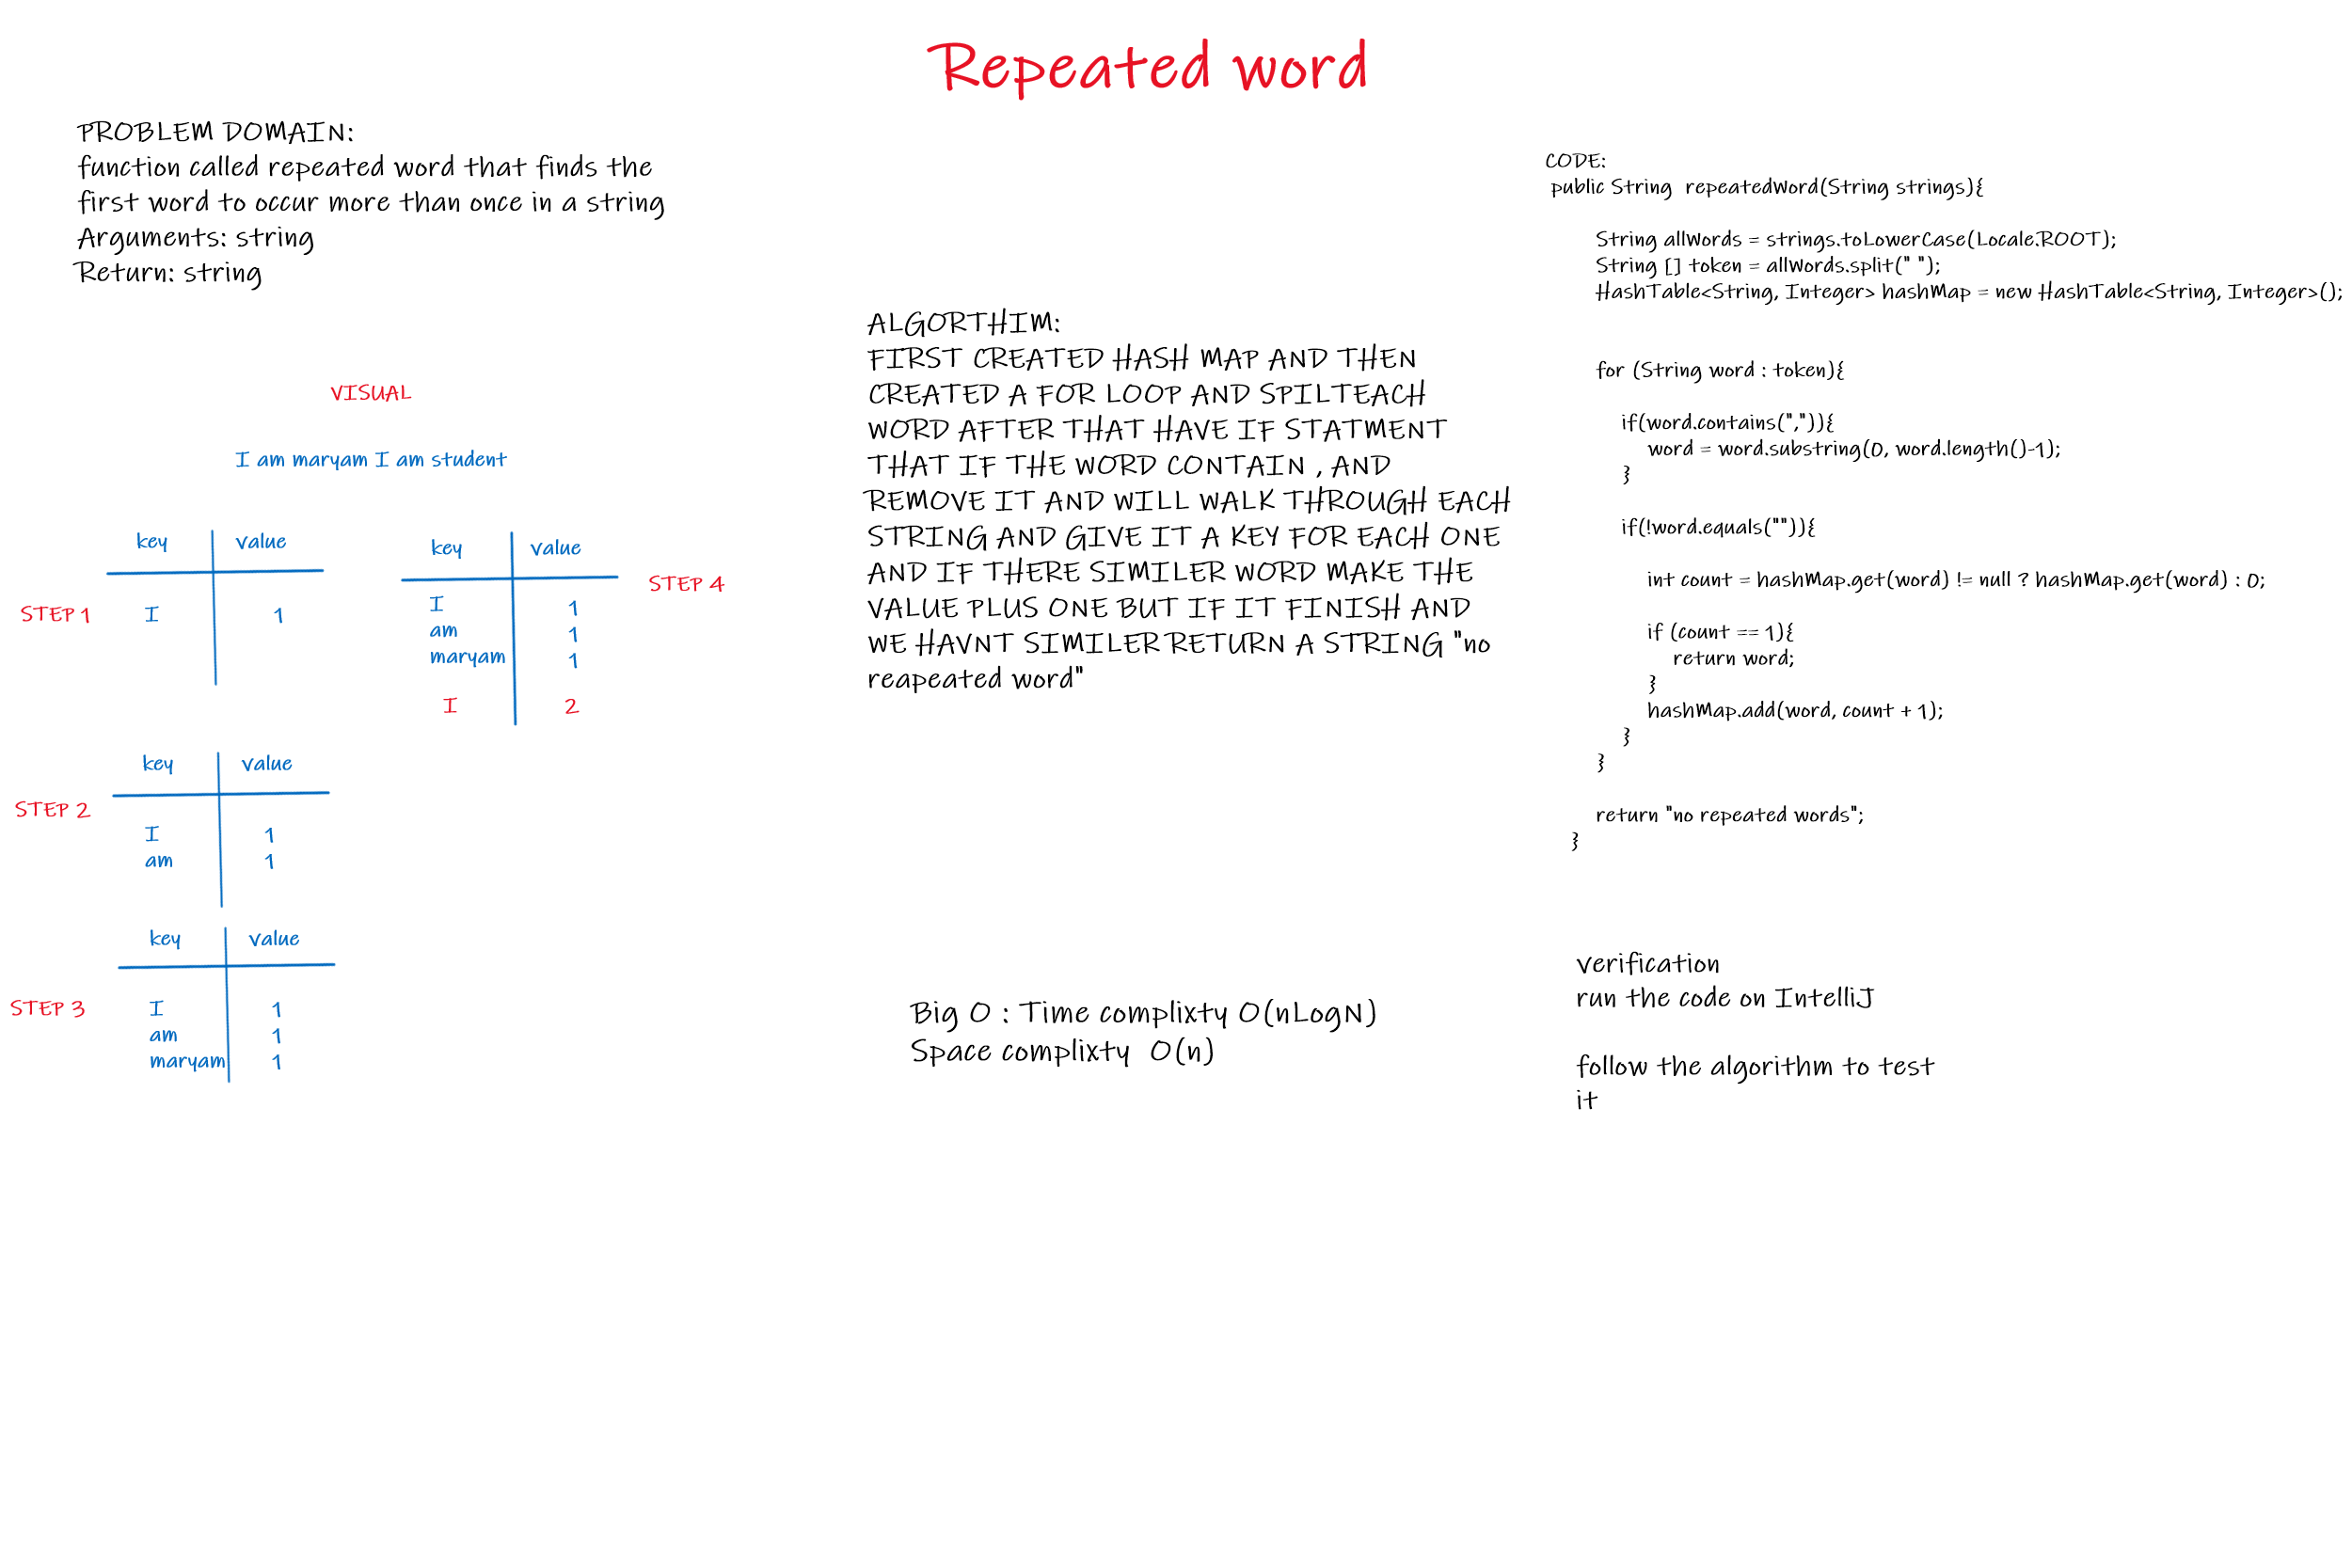 Repeated word
PROBLEM DOMAIN:
function called repeated word that finds the
first word to occur more than once in a string
Arguments: string
Return: string
VISUAL
I am maryam I am student
key value
STEP 1
I 1
key value
STEP 2
I 1
am 1
key value
STEP 3
I 1
am 1
maryam 1
key value
STEP 4
I 1
am 1
maryam 1
I 2
ALGORTHIM:
FIRST CREATED HASH MAP AND THEN
CREATED A FOR LOOP AND SPILTEACH
WORD AFTER THAT HAVE IF STATMENT
THAT IF THE WORD CONTAIN , AND
REMOVE IT AND WILL WALK THROUGH EACH
STRING AND GIVE IT A KEY FOR EACH ONE
AND IF THERE SIMILER WORD MAKE THE
VALUE PLUS ONE BUT IF IT FINISH AND
WE HAVNT SIMILER RETURN A STRING "no
reapeated word"
Big O : Time complixty O(nLogN)
Space complixty O(n)
CODE:
public String repeatedWord(String strings){
String allWords = strings.toLowerCase(Locale.ROOT);
String [] token = allWords.split(" ");
HashTable<String, Integer> hashMap = new HashTable<String, Integer>();
for (String word : token){
if(word.contains(",")){
word = word.substring(0, word.length()-1);
}
if(!word.equals("")){
int count = hashMap.get(word) != null ? hashMap.get(word) : 0;
if (count == 1){
return word;
}
hashMap.add(word, count + 1);
}
}
return "no repeated words";
}
verification
run the code on IntelliJ
follow the algorithm to test
it